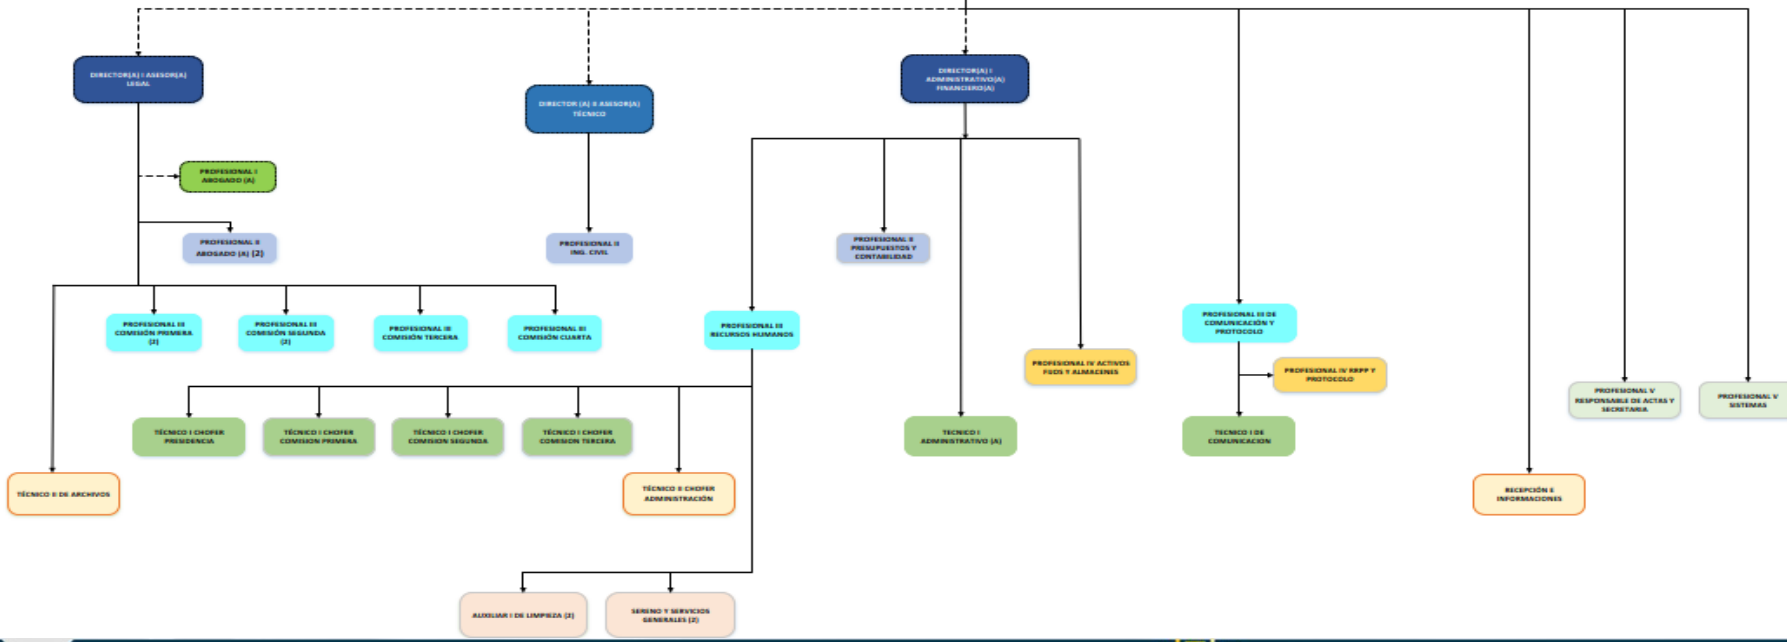 DIRECTOR(A) I ASESOR(A)
LEGAL
DIRECTOR (A) II ASESOR(A)
TÉCNICO
DIRECTOR(A) I
ADMINISTRATIVO(A)
FINANCIERO(A)
PROFESIONAL I
ABOGADO (A)
PROFESIONAL II
ABOGADO (A) (2)
PROFESIONAL II
ING. CIVIL
PROFESIONAL II
PRESUPUESTOS Y
CONTABILIDAD
PROFESIONAL III
COMISIÓN PRIMERA
(2)
PROFESIONAL III
COMISIÓN SEGUNDA
(2)
PROFESIONAL III
COMISIÓN TERCERA
PROFESIONAL III
COMISIÓN CUARTA
PROFESIONAL III
RECURSOS HUMANOS
PROFESIONAL III DE
COMUNICACIÓN Y
PROTOCOLO
PROFESIONAL IV ACTIVOS
FIJOS Y ALMACENES
PROFESIONAL IV RRPP Y
PROTOCOLO
PROFESIONAL V
RESPONSABLE DE ACTAS Y
SECRETARIA
PROFESIONAL V
SISTEMAS
TÉCNICO I CHOFER
PRESIDENCIA
TÉCNICO I CHOFER
COMISION PRIMERA
TÉCNICO I CHOFER
COMISION SEGUNDA
TÉCNICO I CHOFER
COMISION TERCERA
TECNICO I
ADMINISTRATIVO (A)
TECNICO I DE
COMUNICACION
TÉCNICO II DE ARCHIVOS
TÉCNICO II CHOFER
ADMINISTRACIÓN
RECEPCIÓN E
INFORMACIONES
AUXILIAR I DE LIMPIEZA (2)
SERENO Y SERVICIOS
GENERALES (2)